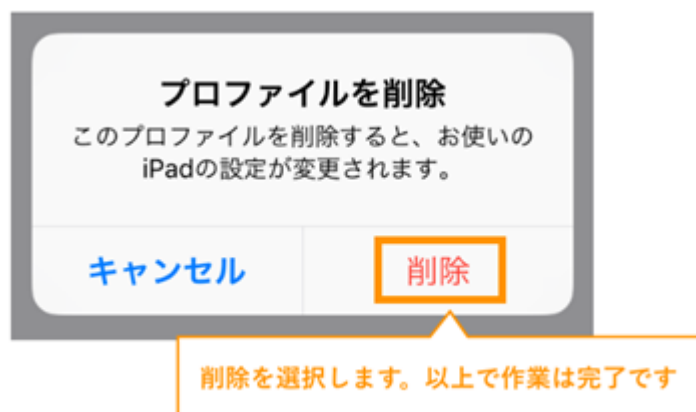 プロファイルを削除
このプロファイルを削除すると、お使いの
iPadの設定が変更されます。
キャンセル
削除
削除を選択します。以上で作業は完了です